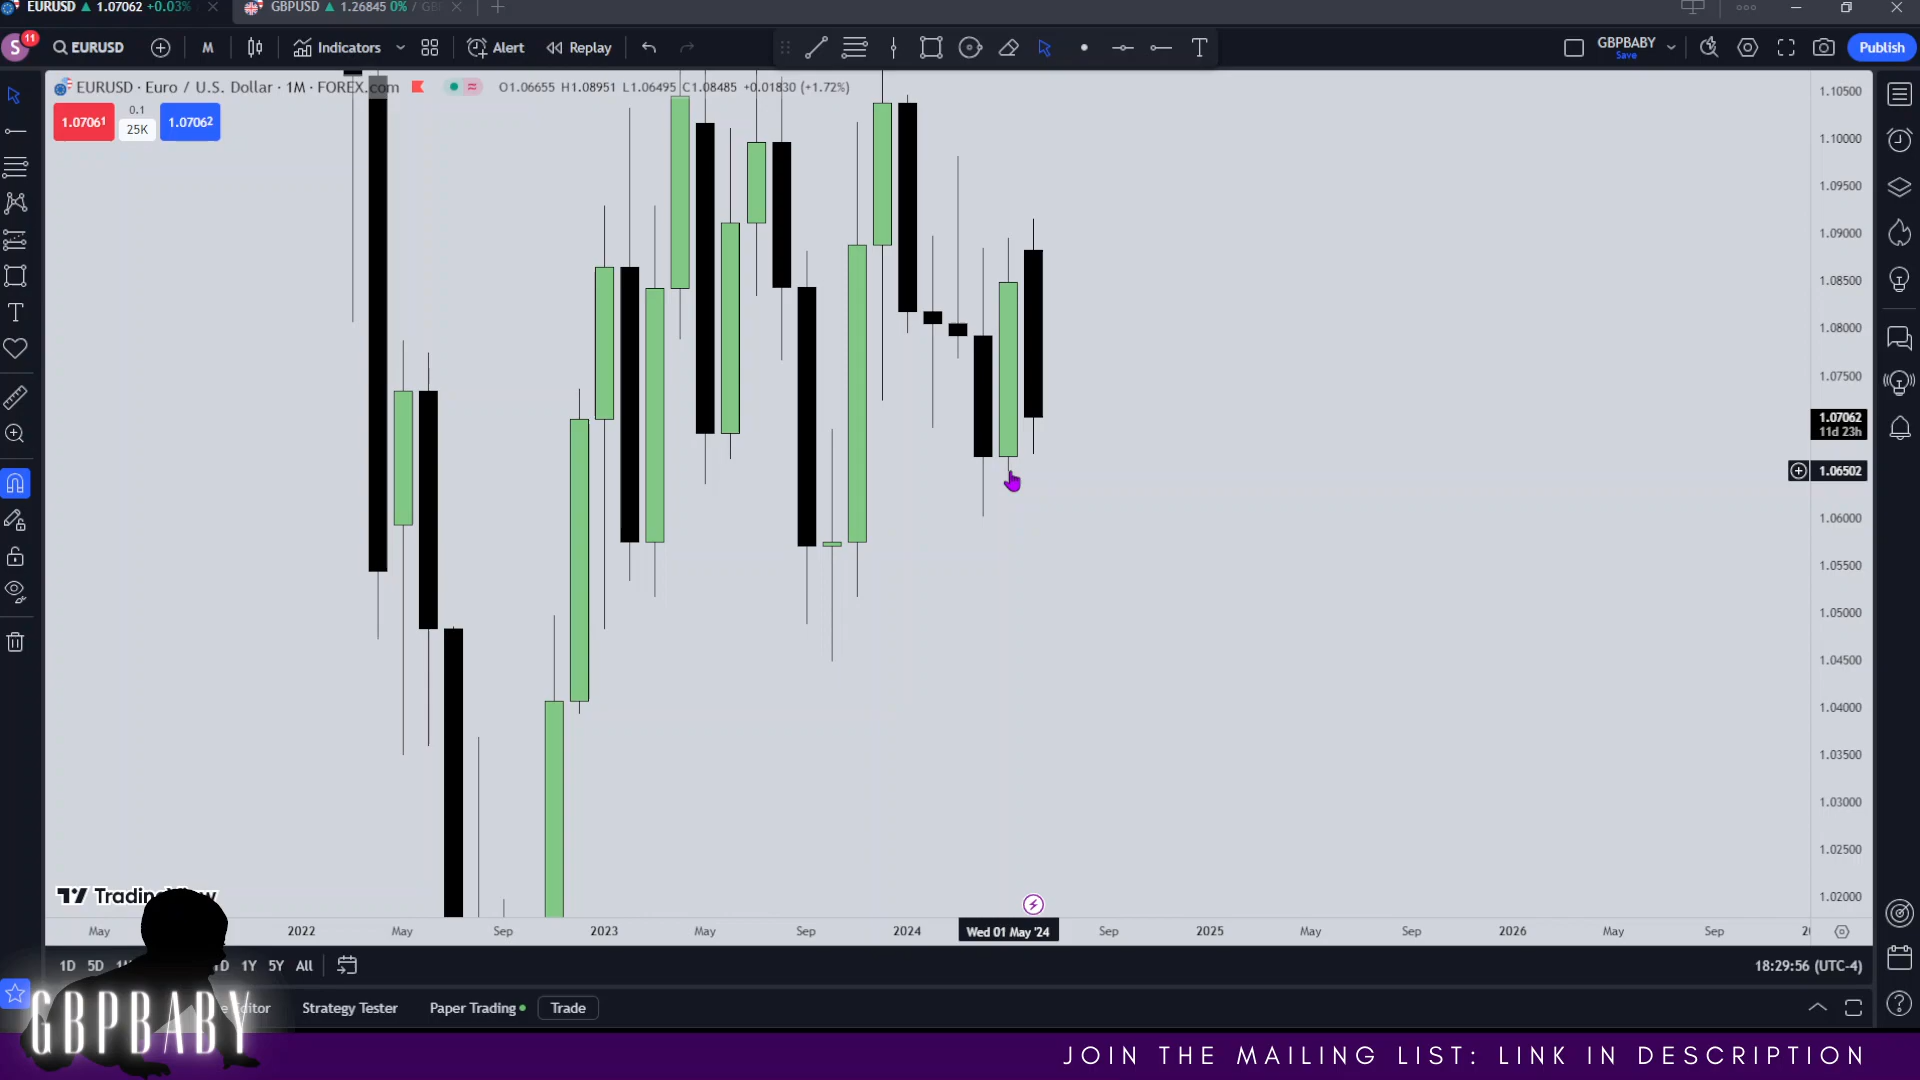 EURUSD ▲ 1.07062 +0.03%
GBPUSD ▲ 1.26845 0% / GB
S 11
EURUSD
M
Indicators
Alert
Replay
GBPBABY
Save
Publish
EURUSD · Euro / U.S. Dollar · 1M · FOREX.com
O1.06655 H1.08951 L1.06495 C1.08485 +0.01830 (+1.72%)
1.07061
0.1
25K
1.07062
1.10500
1.10000
1.09500
1.09000
1.08500
1.08000
1.07500
1.07062
11d 23h
1.06502
1.06000
1.05500
1.05000
1.04500
1.04000
1.03500
1.03000
1.02500
1.02000
TradingView
May 2022 May Sep 2023 May Sep 2024 Wed 01 May '24 Sep 2025 May Sep 2026 May Sep
1D 5D 1Y 5Y All
18:29:56 (UTC-4)
Editor Strategy Tester Paper Trading Trade
GBPBABY
JOIN THE MAILING LIST: LINK IN DESCRIPTION